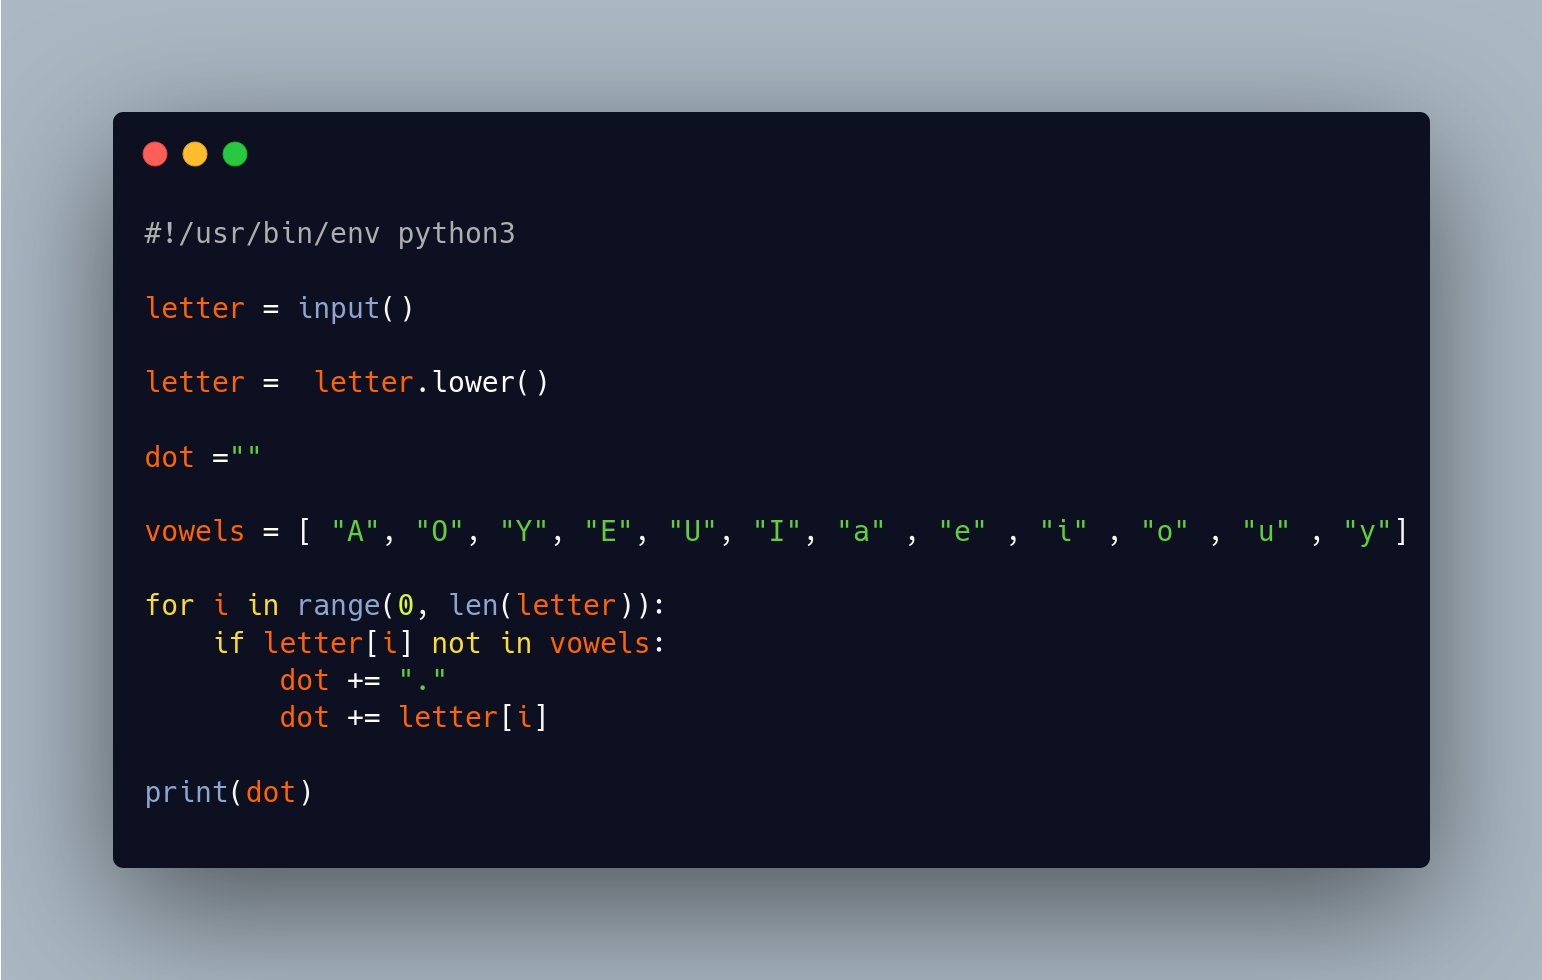 #!/usr/bin/env python3
letter = input()
letter =  letter.lower()
dot =""
vowels = [ "A", "O", "Y", "E", "U", "I", "a" , "e" , "i" , "o" , "u" , "y"]
for i in range(0, len(letter)):
    if letter[i] not in vowels:
        dot += "."
        dot += letter[i]
print(dot)